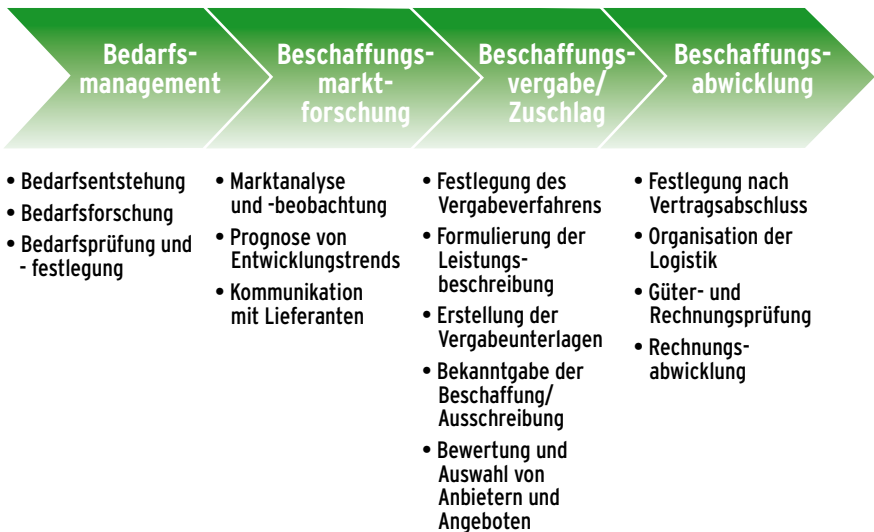 Bedarfs-
management
Beschaffungs-
markt-
forschung
Beschaffungs-
vergabe/
Zuschlag
Beschaffungs-
abwicklung
• Bedarfsentstehung
• Bedarfsforschung
• Bedarfsprüfung und
- festlegung
• Marktanalyse
und -beobachtung
• Prognose von
Entwicklungstrends
• Kommunikation
mit Lieferanten
• Festlegung des
Vergabeverfahrens
• Formulierung der
Leistungs-
beschreibung
• Erstellung der
Vergabeunterlagen
• Bekanntgabe der
Beschaffung/
Ausschreibung
• Bewertung und
Auswahl von
Anbietern und
Angeboten
• Festlegung nach
Vertragsabschluss
• Organisation der
Logistik
• Güter- und
Rechnungsprüfung
• Rechnungs-
abwicklung